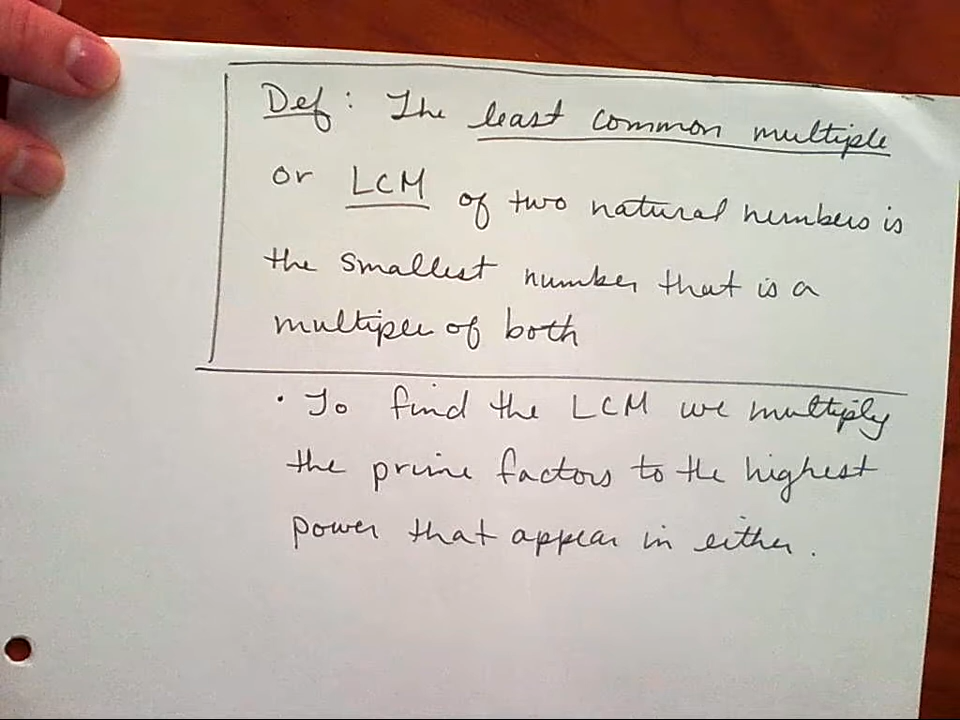 Def : The least common multiple
or LCM of two natural numbers is
the smallest number that is a
multiple of both
• To find the LCM we multiply
the prime factors to the highest
power that appear in either.